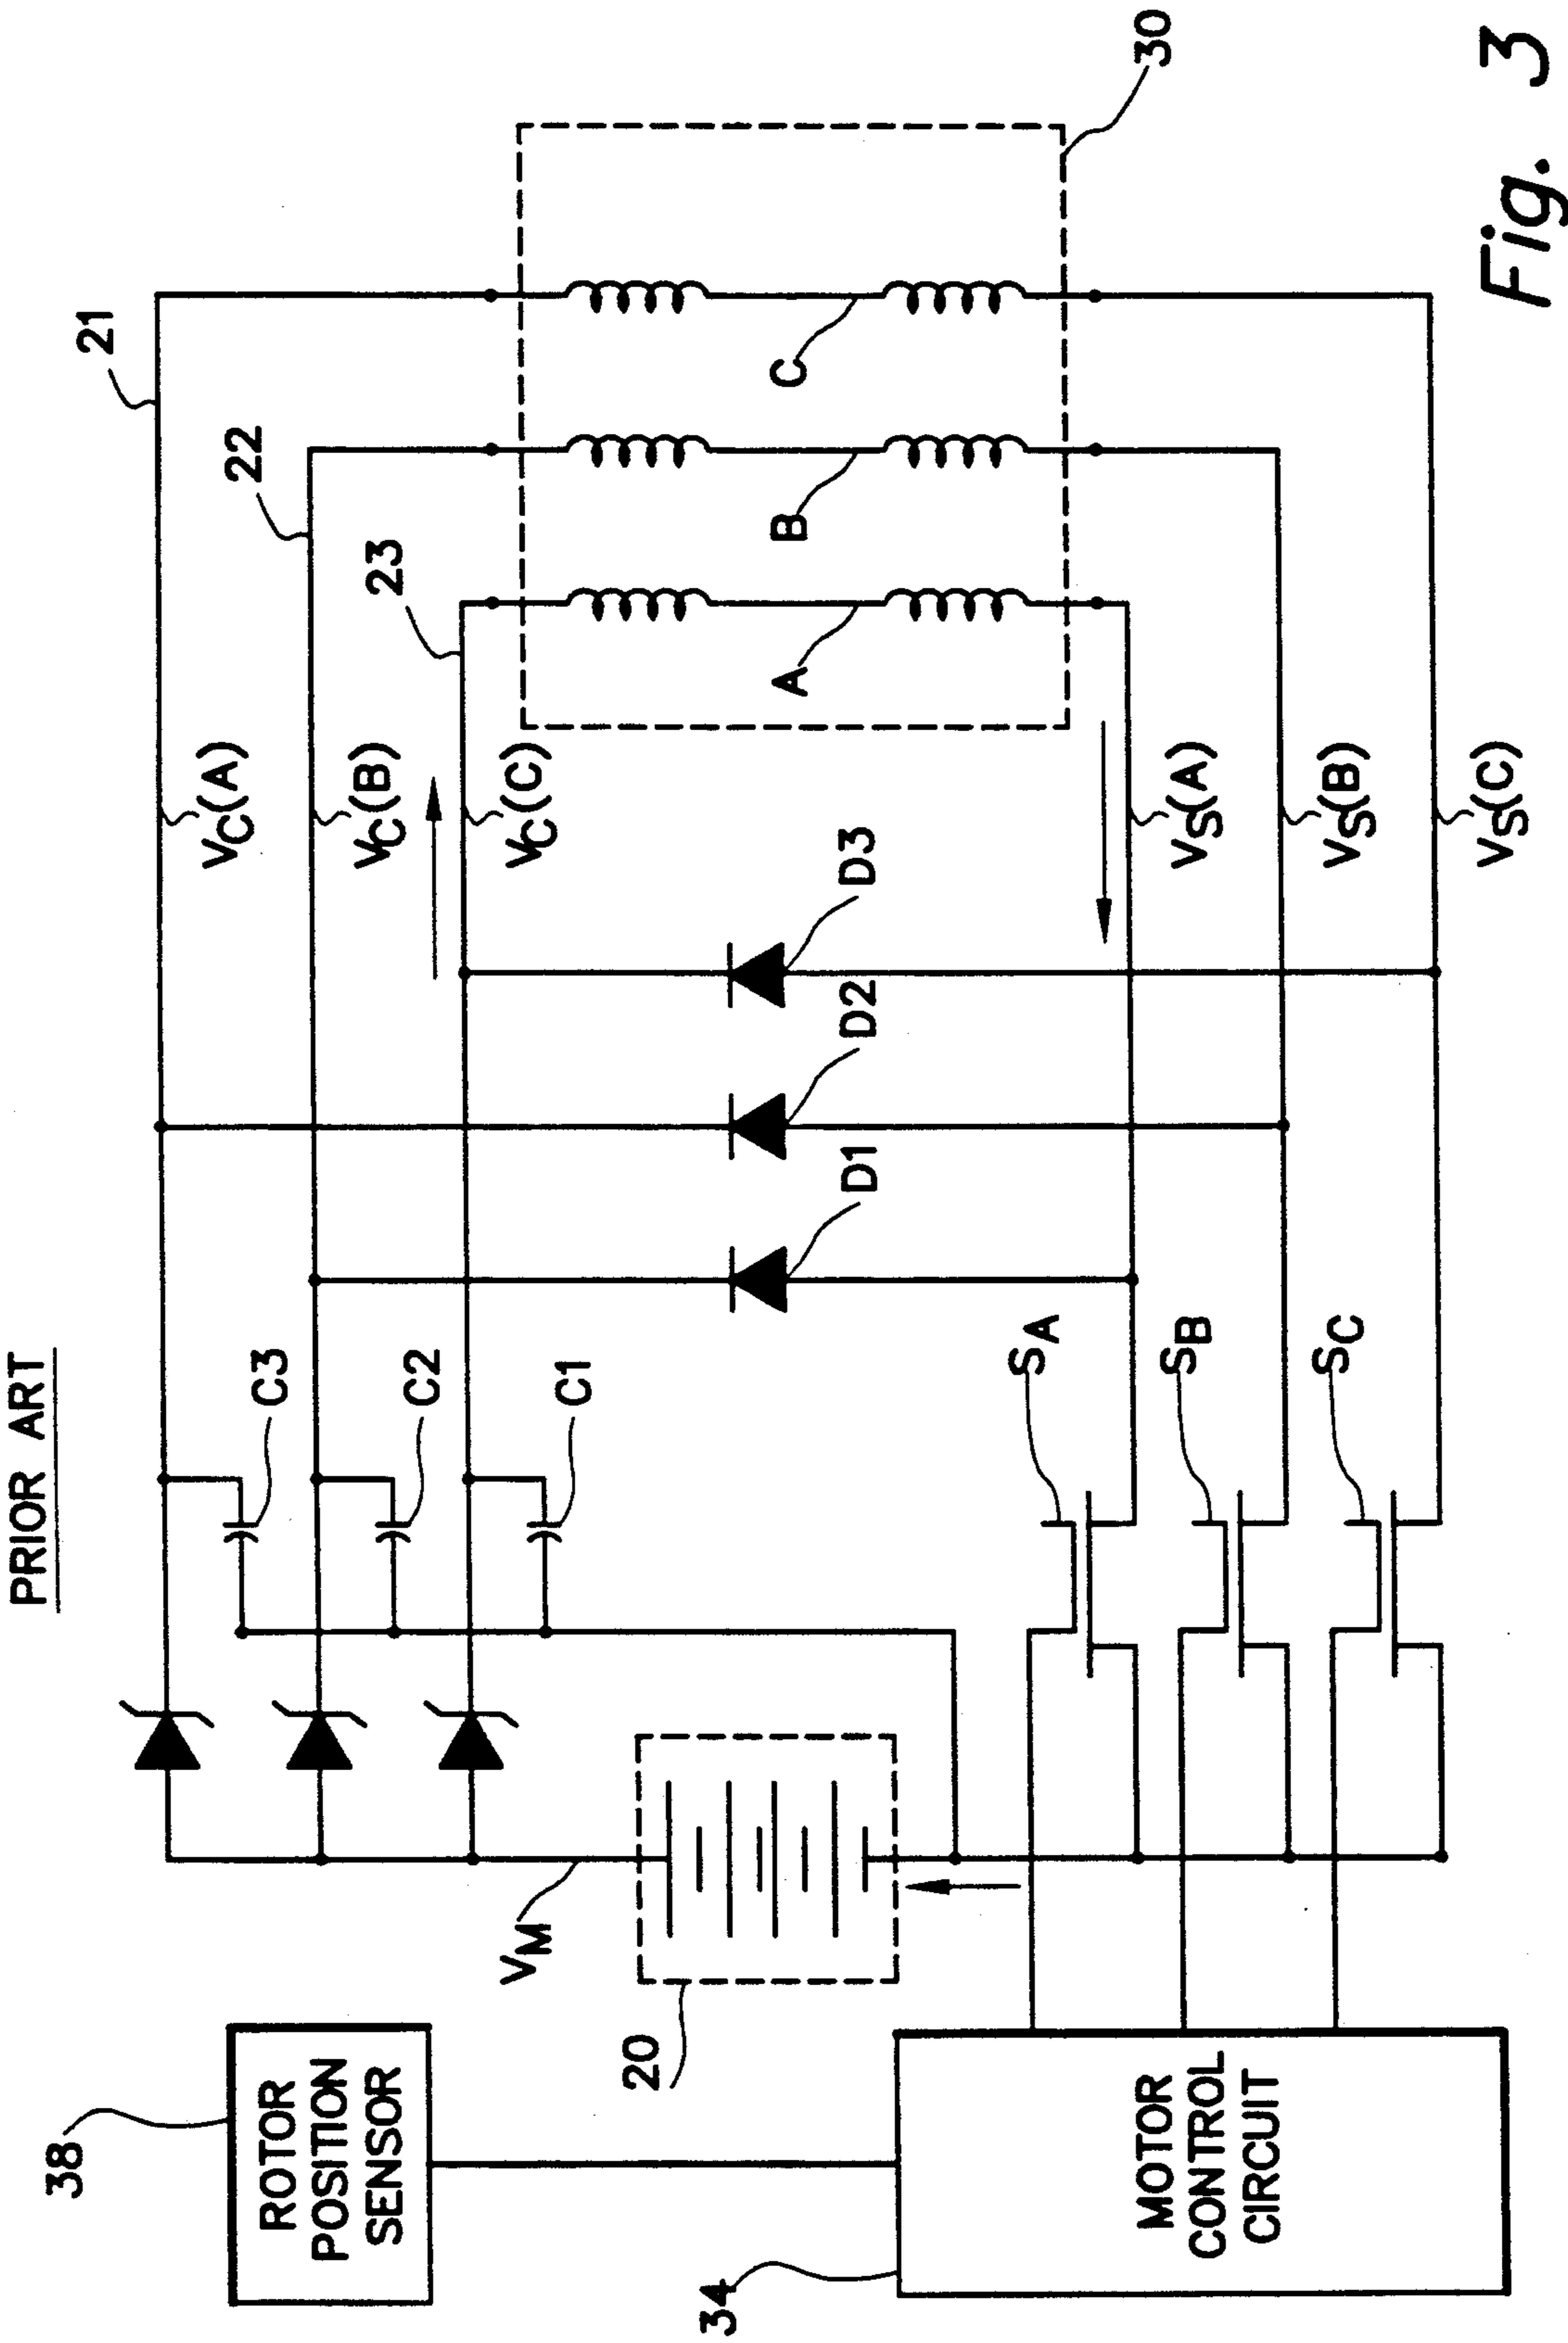 PRIOR ART
38
ROTOR
POSITION
SENSOR
34
MOTOR
CONTROL
CIRCUIT
20
VM
C3
C2
C1
SA
SB
SC
D1
D2
D3
VC(A)
VC(B)
VC(C)
VS(A)
VS(B)
VS(C)
21
22
23
A
B
C
30
Fig. 3